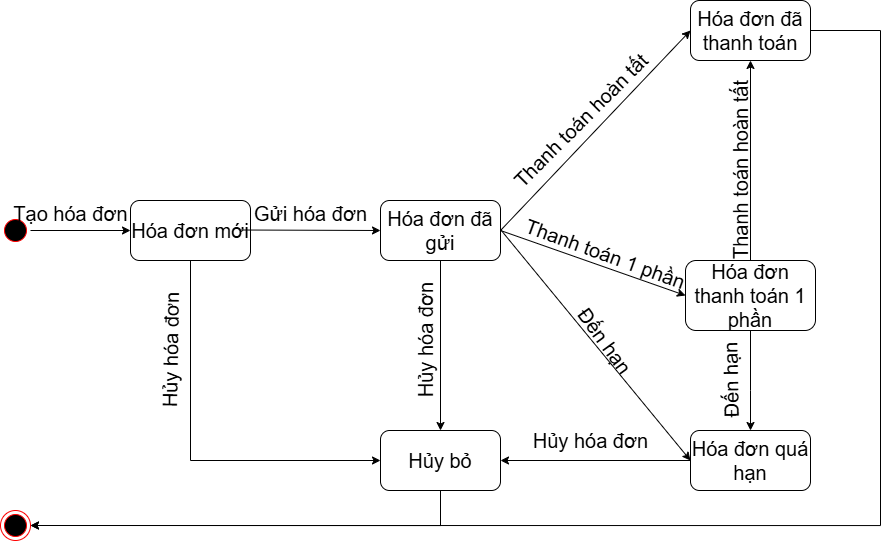 Hóa đơn đã
thanh toán
Thanh toán hoàn tất
Thanh toán hoàn tất
Tạo hóa đơn
Hóa đơn mới
Gửi hóa đơn
Hóa đơn đã
gửi
Thanh toán 1 phần
Hóa đơn
thanh toán 1
phần
Hủy hóa đơn
Hủy hóa đơn
Đến hạn
Đến hạn
Hủy bỏ
Hủy hóa đơn
Hóa đơn quá
hạn